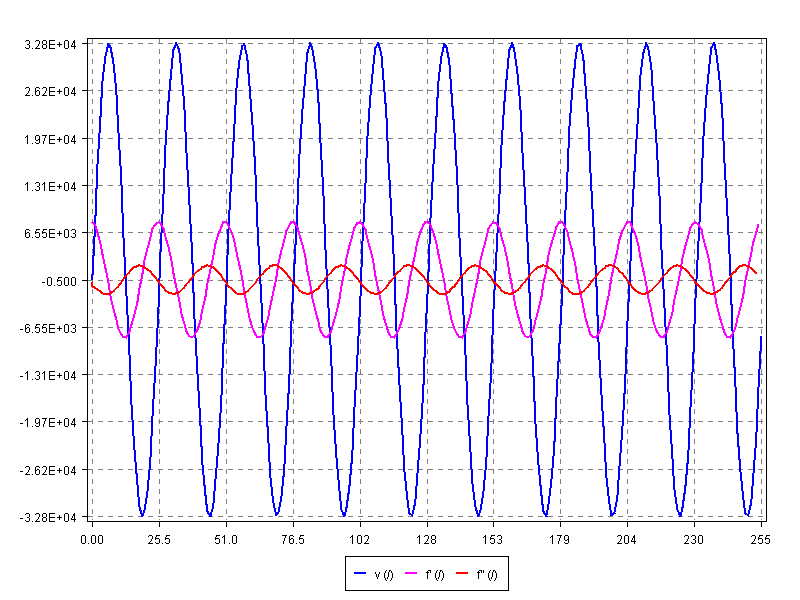 3.28E+04
2.62E+04
1.97E+04
1.31E+04
6.55E+03
-0.500
-6.55E+03
-1.31E+04
-1.97E+04
-2.62E+04
-3.28E+04
0.00 25.5 51.0 76.5 102 128 153 179 204 230 255
v (/) f' (/) f'' (/)